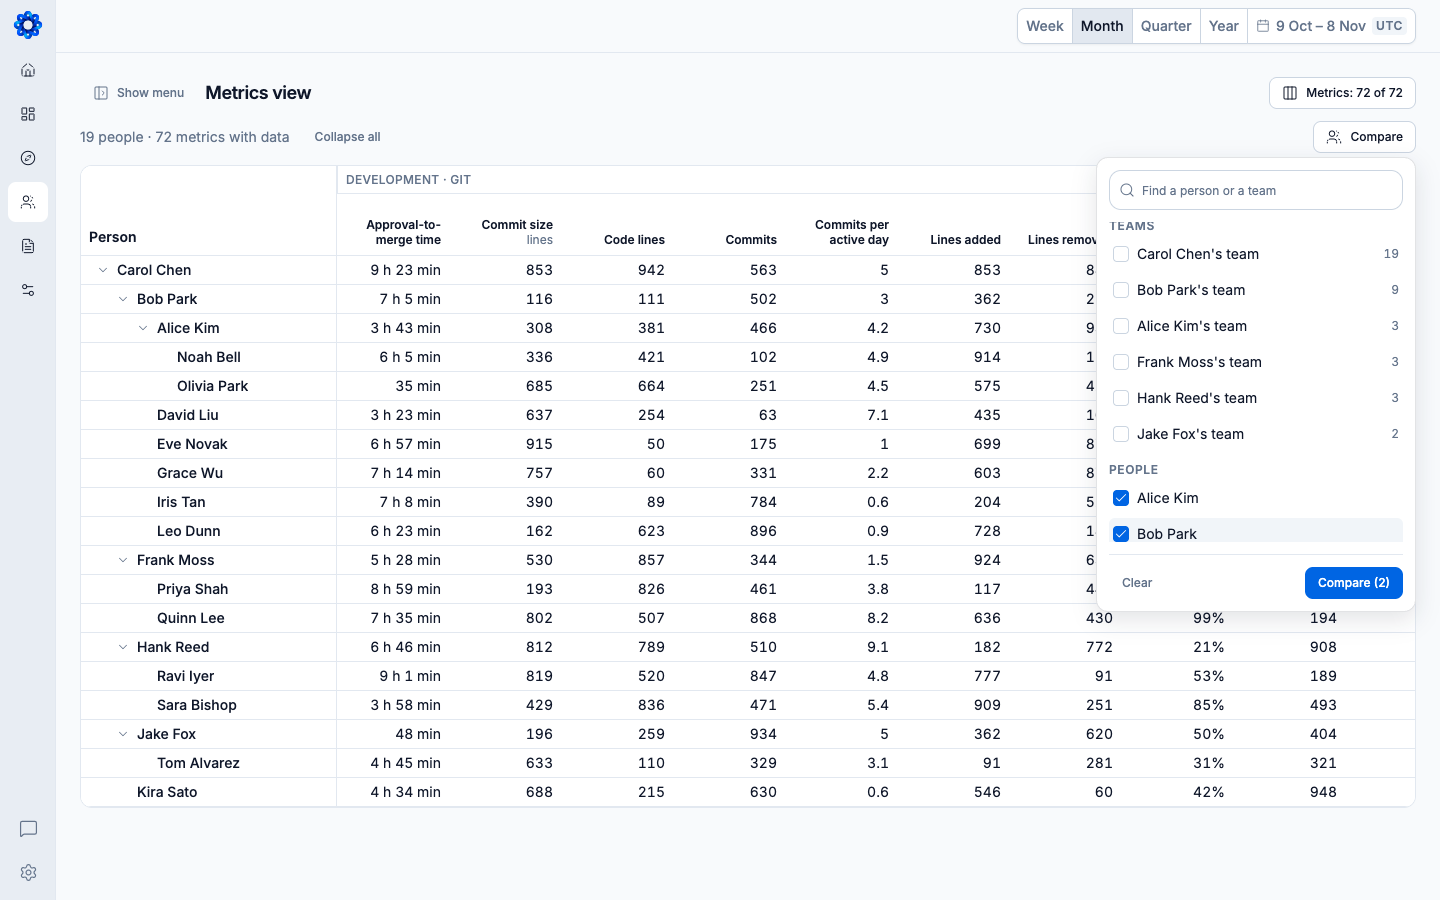 Week Month Quarter Year 9 Oct – 8 Nov UTC
Show menu Metrics view Metrics: 72 of 72
19 people · 72 metrics with data Collapse all Compare
DEVELOPMENT · GIT
Person Approval-to-merge time Commit size lines Code lines Commits Commits per active day Lines added Lines remov
Carol Chen 9 h 23 min 853 942 563 5 853 8
Bob Park 7 h 5 min 116 111 502 3 362 2
Alice Kim 3 h 43 min 308 381 466 4.2 730 9
Noah Bell 6 h 5 min 336 421 102 4.9 914 1
Olivia Park 35 min 685 664 251 4.5 575 4
David Liu 3 h 23 min 637 254 63 7.1 435 1
Eve Novak 6 h 57 min 915 50 175 1 699 8
Grace Wu 7 h 14 min 757 60 331 2.2 603 8
Iris Tan 7 h 8 min 390 89 784 0.6 204 5
Leo Dunn 6 h 23 min 162 623 896 0.9 728 1
Frank Moss 5 h 28 min 530 857 344 1.5 924 6
Priya Shah 8 h 59 min 193 826 461 3.8 117 4
Quinn Lee 7 h 35 min 802 507 868 8.2 636 430 99% 194
Hank Reed 6 h 46 min 812 789 510 9.1 182 772 21% 908
Ravi Iyer 9 h 1 min 819 520 847 4.8 777 91 53% 189
Sara Bishop 3 h 58 min 429 836 471 5.4 909 251 85% 493
Jake Fox 48 min 196 259 934 5 362 620 50% 404
Tom Alvarez 4 h 45 min 633 110 329 3.1 91 281 31% 321
Kira Sato 4 h 34 min 688 215 630 0.6 546 60 42% 948
Find a person or a team
TEAMS
Carol Chen's team 19
Bob Park's team 9
Alice Kim's team 3
Frank Moss's team 3
Hank Reed's team 3
Jake Fox's team 2
PEOPLE
Alice Kim
Bob Park
Clear Compare (2)